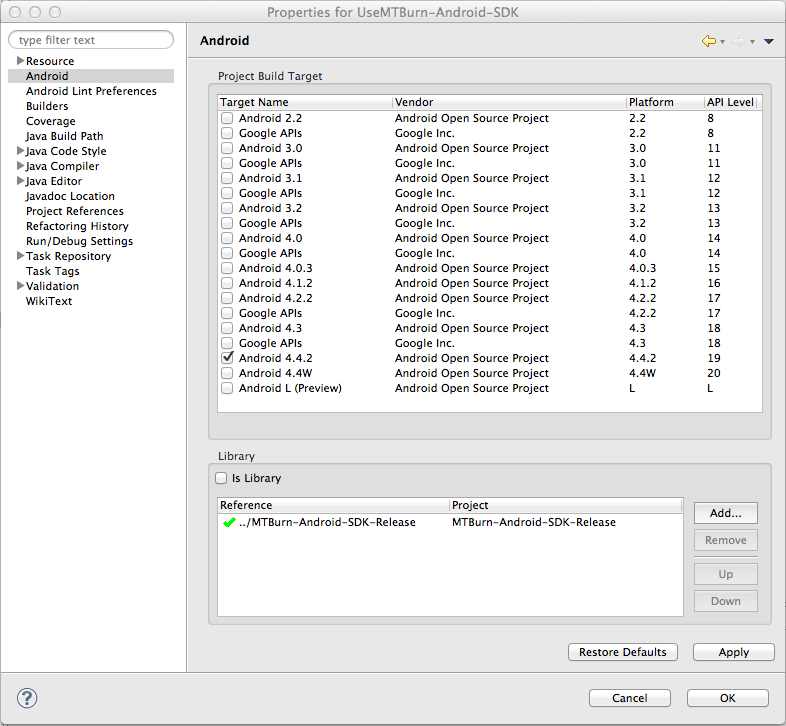 Properties for UseMTBurn-Android-SDK
type filter text
Resource
Android
Android Lint Preferences
Builders
Coverage
Java Build Path
Java Code Style
Java Compiler
Java Editor
Javadoc Location
Project References
Refactoring History
Run/Debug Settings
Task Repository
Task Tags
Validation
WikiText
Android
Project Build Target
Target Name Vendor Platform API Level
Android 2.2 Android Open Source Project 2.2 8
Google APIs Google Inc. 2.2 8
Android 3.0 Android Open Source Project 3.0 11
Google APIs Google Inc. 3.0 11
Android 3.1 Android Open Source Project 3.1 12
Google APIs Google Inc. 3.1 12
Android 3.2 Android Open Source Project 3.2 13
Google APIs Google Inc. 3.2 13
Android 4.0 Android Open Source Project 4.0 14
Google APIs Google Inc. 4.0 14
Android 4.0.3 Android Open Source Project 4.0.3 15
Android 4.1.2 Android Open Source Project 4.1.2 16
Android 4.2.2 Android Open Source Project 4.2.2 17
Google APIs Google Inc. 4.2.2 17
Android 4.3 Android Open Source Project 4.3 18
Google APIs Google Inc. 4.3 18
Android 4.4.2 Android Open Source Project 4.4.2 19
Android 4.4W Android Open Source Project 4.4W 20
Android L (Preview) Android Open Source Project L L
Library
Is Library
Reference Project
../MTBurn-Android-SDK-Release MTBurn-Android-SDK-Release
Add...
Remove
Up
Down
Restore Defaults Apply
? Cancel OK